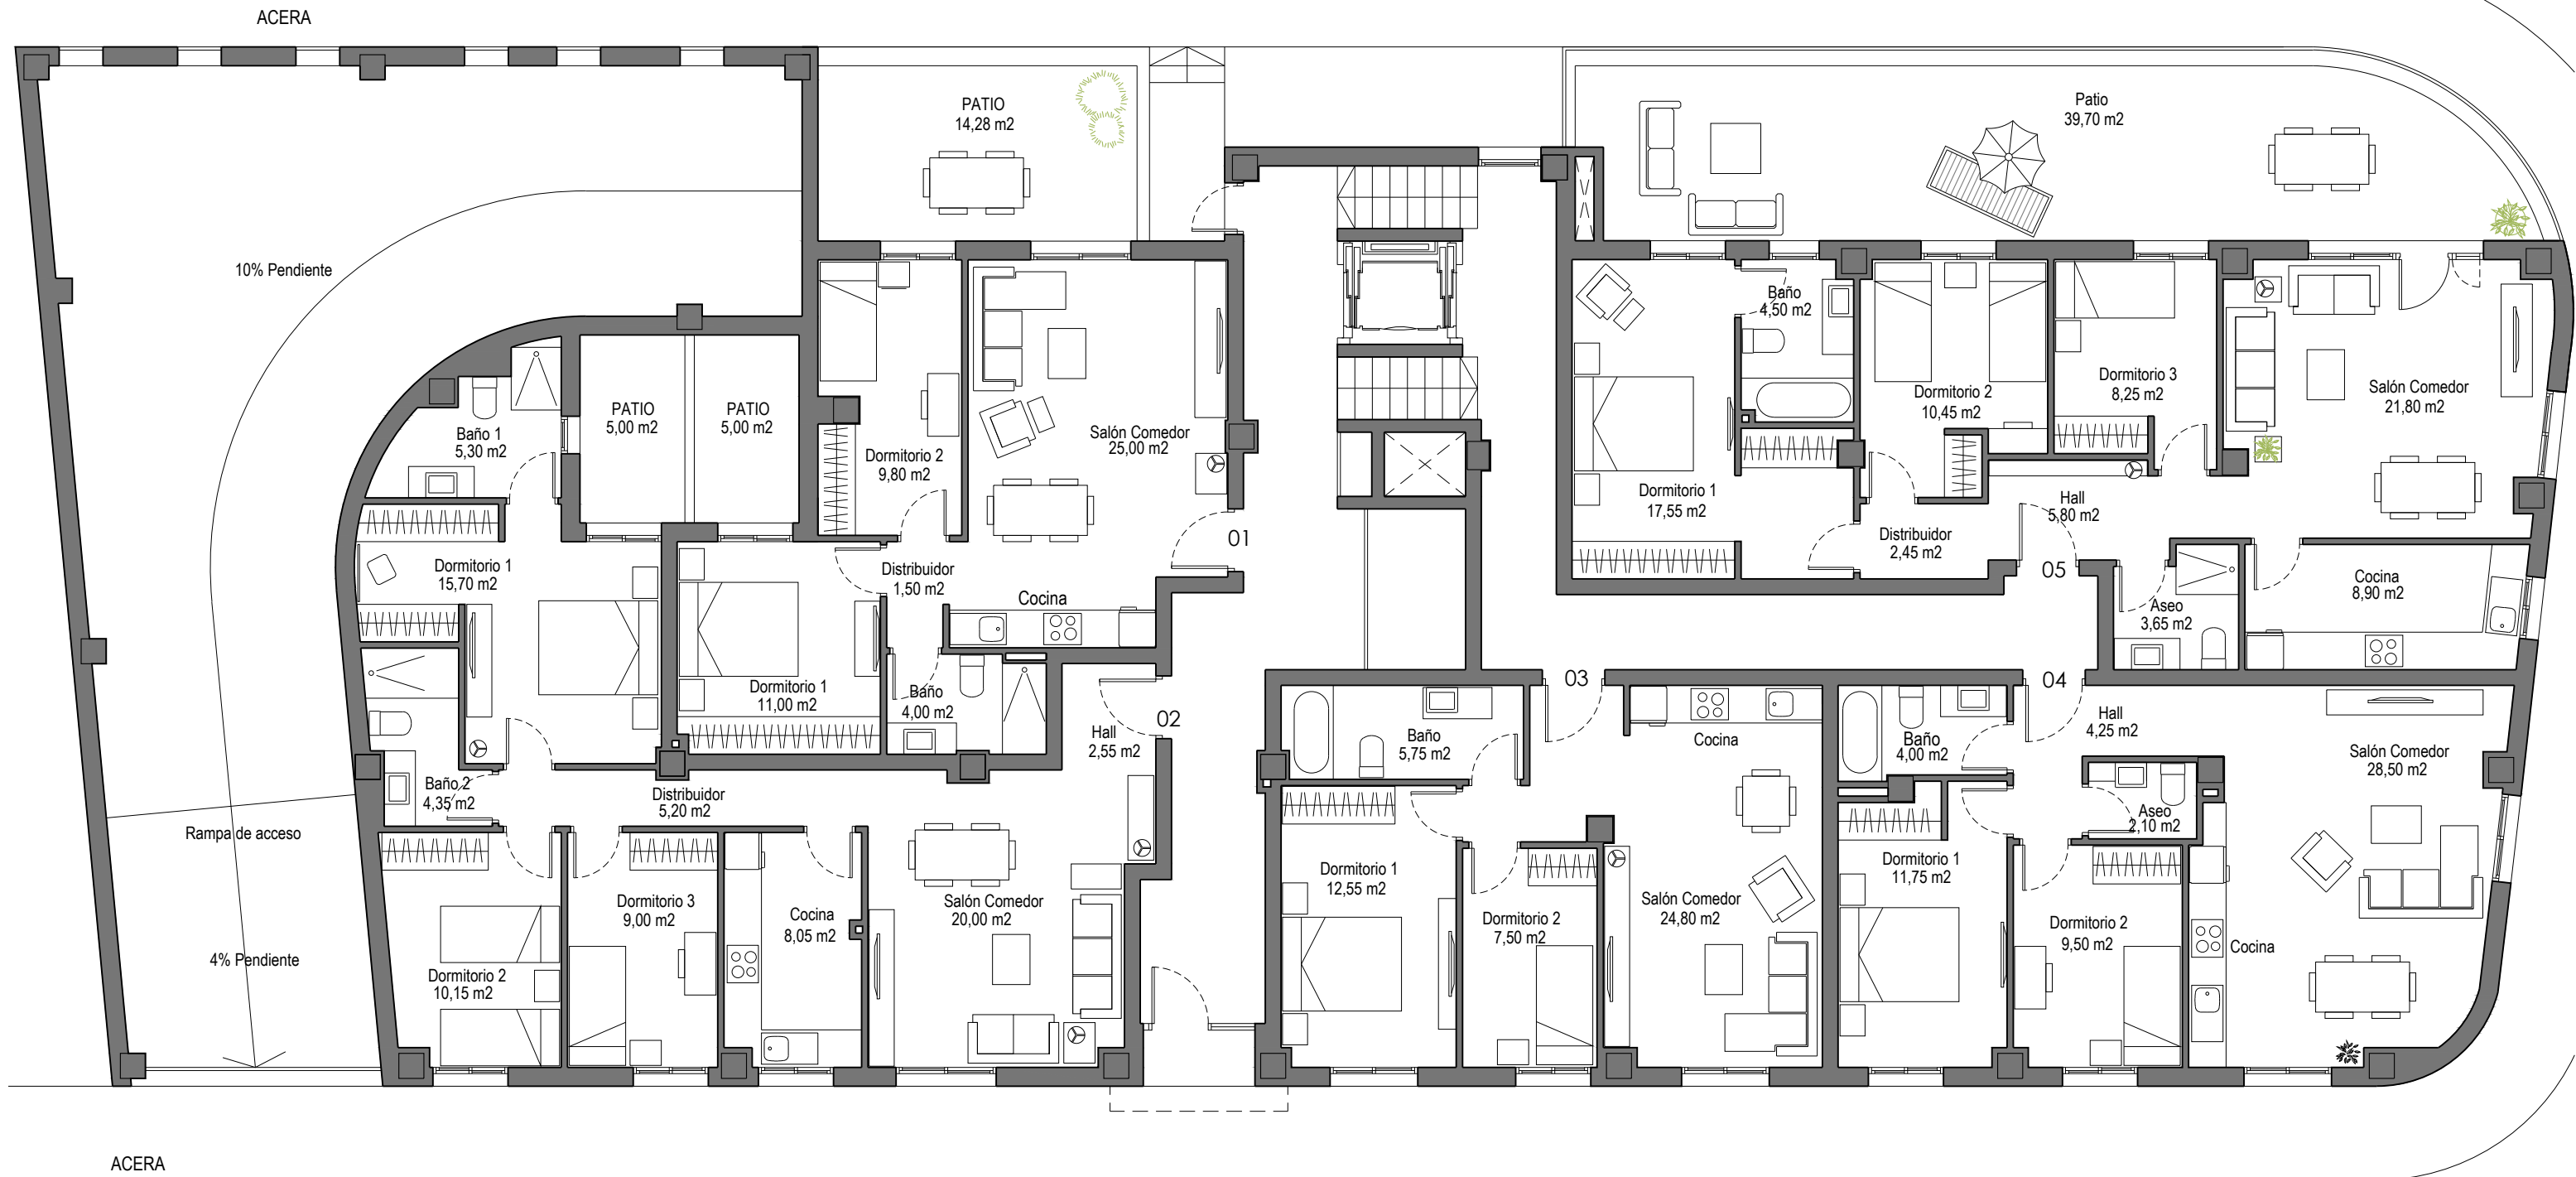 ACERA
PATIO
14,28 m2
Patio
39,70 m2
10% Pendiente
Baño
4,50 m2
Dormitorio 2
10,45 m2
Dormitorio 3
8,25 m2
Salón Comedor
21,80 m2
PATIO
5,00 m2
PATIO
5,00 m2
Baño 1
5,30 m2
Dormitorio 2
9,80 m2
Salón Comedor
25,00 m2
Dormitorio 1
17,55 m2
Hall
5,80 m2
Distribuidor
2,45 m2
01
05
Dormitorio 1
15,70 m2
Distribuidor
1,50 m2
Cocina
Cocina
8,90 m2
Aseo
3,65 m2
Dormitorio 1
11,00 m2
Baño
4,00 m2
02
03
04
Hall
2,55 m2
Baño
5,75 m2
Cocina
Baño
4,00 m2
Hall
4,25 m2
Salón Comedor
28,50 m2
Baño 2
4,35 m2
Distribuidor
5,20 m2
Aseo
2,10 m2
Rampa de acceso
Dormitorio 1
12,55 m2
Dormitorio 1
11,75 m2
Dormitorio 3
9,00 m2
Cocina
8,05 m2
Salón Comedor
20,00 m2
Dormitorio 2
7,50 m2
Salón Comedor
24,80 m2
Dormitorio 2
9,50 m2
Cocina
4% Pendiente
Dormitorio 2
10,15 m2
ACERA